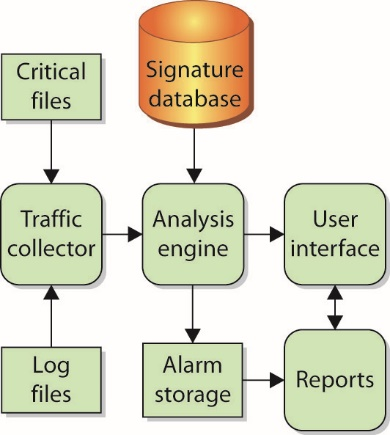 Critical
files
Signature
database
Traffic
collector
Analysis
engine
User
interface
Log
files
Alarm
storage
Reports